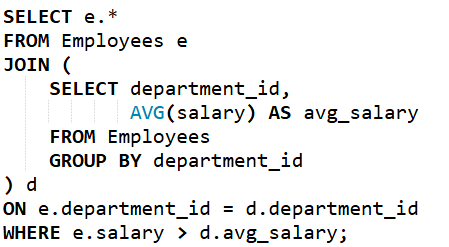 SELECT e.*
FROM Employees e
JOIN (
    SELECT department_id,
           AVG(salary) AS avg_salary
    FROM Employees
    GROUP BY department_id
) d
ON e.department_id = d.department_id
WHERE e.salary > d.avg_salary;